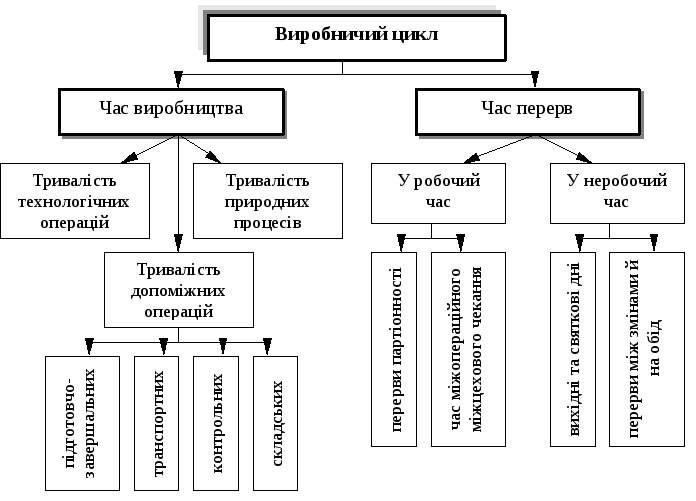 Виробничий цикл
Час виробництва
Час перерв
Тривалість
технологічних
операцій
Тривалість
природних
процесів
У робочий
час
У неробочий
час
Тривалість
допоміжних
операцій
підготовчо-
завершальних
транспортних
контрольних
складських
перерви партіонності
час міжопераційного
міжцехового чекання
вихідні та святкові дні
перерви між змінами й
на обід